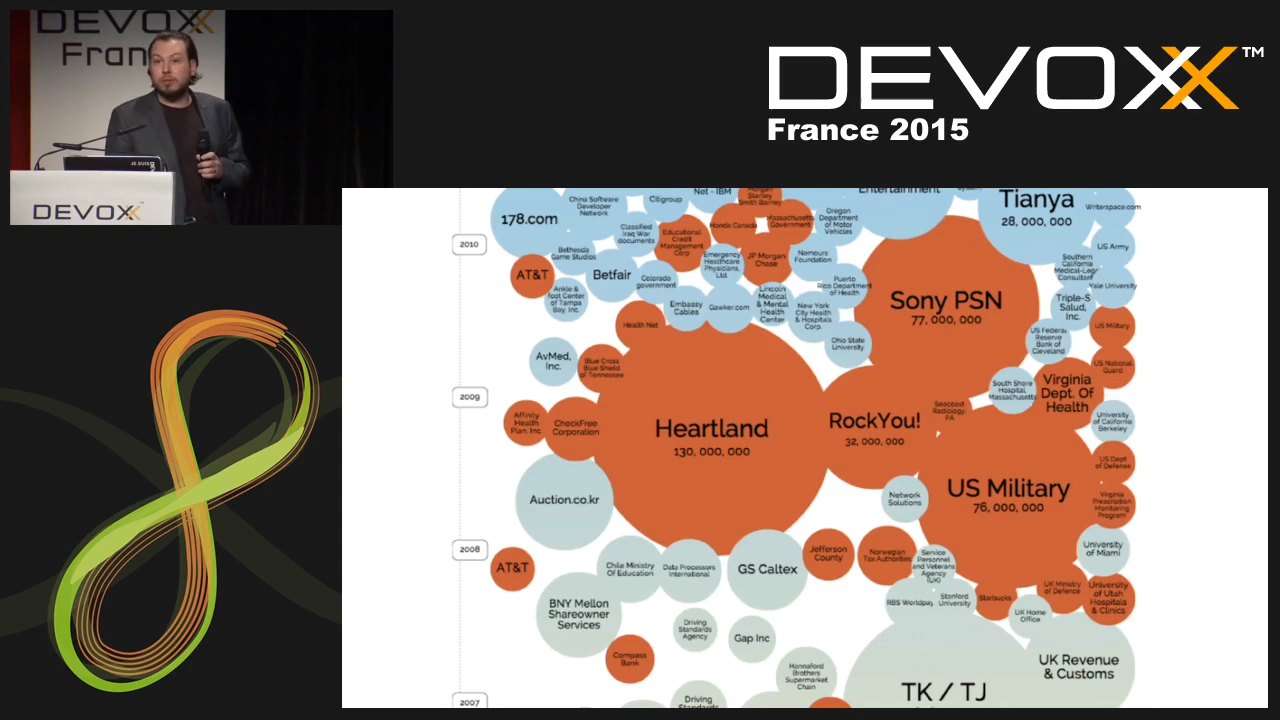 DEVOXX
Fran
JE SUIS
DEVOXX
DEVOXX™
France 2015
Entertainment
Net - IBM
Morgan
Stanley
Smith Barney
China Software
Developer
Network
Citigroup
178.com
Tianya
28, 000, 000
Writerspace.com
Honda Canada
Massachusetts
Government
Oregon
Department
of Motor
Vehicles
Classified
Iraq War
documents
Educational
Credit
Management
Corp
2010
US Army
Bethesda
Game Studios
Emergency
Healthcare
Physicians,
Ltd.
JP Morgan
Chase
Nemours
Foundation
Southern
California
Medical-Legal
AT&T
Betfair
Colorado
government
Puerto
Rico Department
of Health
Yale University
Ankle &
foot Center
of Tampa
Bay, Inc.
Embassy
Cables
Gawker.com
Lincoln
Medical
& Mental
Health
Center
New York
City Health
& Hospitals
Corp.
Sony PSN
77, 000, 000
Triple-S
Salud,
Inc.
Health Net
US Military
Ohio State
University
US Federal
Reserve
Bank of
Cleveland
AvMed,
Inc.
Blue Cross
Blue Shield
of Tennessee
US National
Guard
2009
South Shore
Hospital,
Massachusetts
Virginia
Dept. Of
Health
Seacoast
Radiology,
PA
Affinity
Health
Plan, Inc.
CheckFree
Corporation
Heartland
130, 000, 000
RockYou!
32, 000, 000
University
of California
Berkeley
US Dept
of Defense
Auction.co.kr
Network
Solutions
US Military
76, 000, 000
Virginia
Prescription
Monitoring
Program
2008
Jefferson
County
Norwegian
Tax Authorities
Service
Personnel
and Veterans
Agency
(UK)
University
of Miami
AT&T
Chile Ministry
Of Education
Data Processors
International
GS Caltex
RBS Worldpay
Stanford
University
Starbucks
UK Ministry
of Defence
University
of Utah
Hospitals
& Clinics
BNY Mellon
Shareowner
Services
Driving
Standards
Agency
Gap Inc
UK Home
Office
Compass
Bank
Hannaford
Brothers
Supermarket
Chain
UK Revenue
& Customs
TK / TJ
2007
Driving
Standards